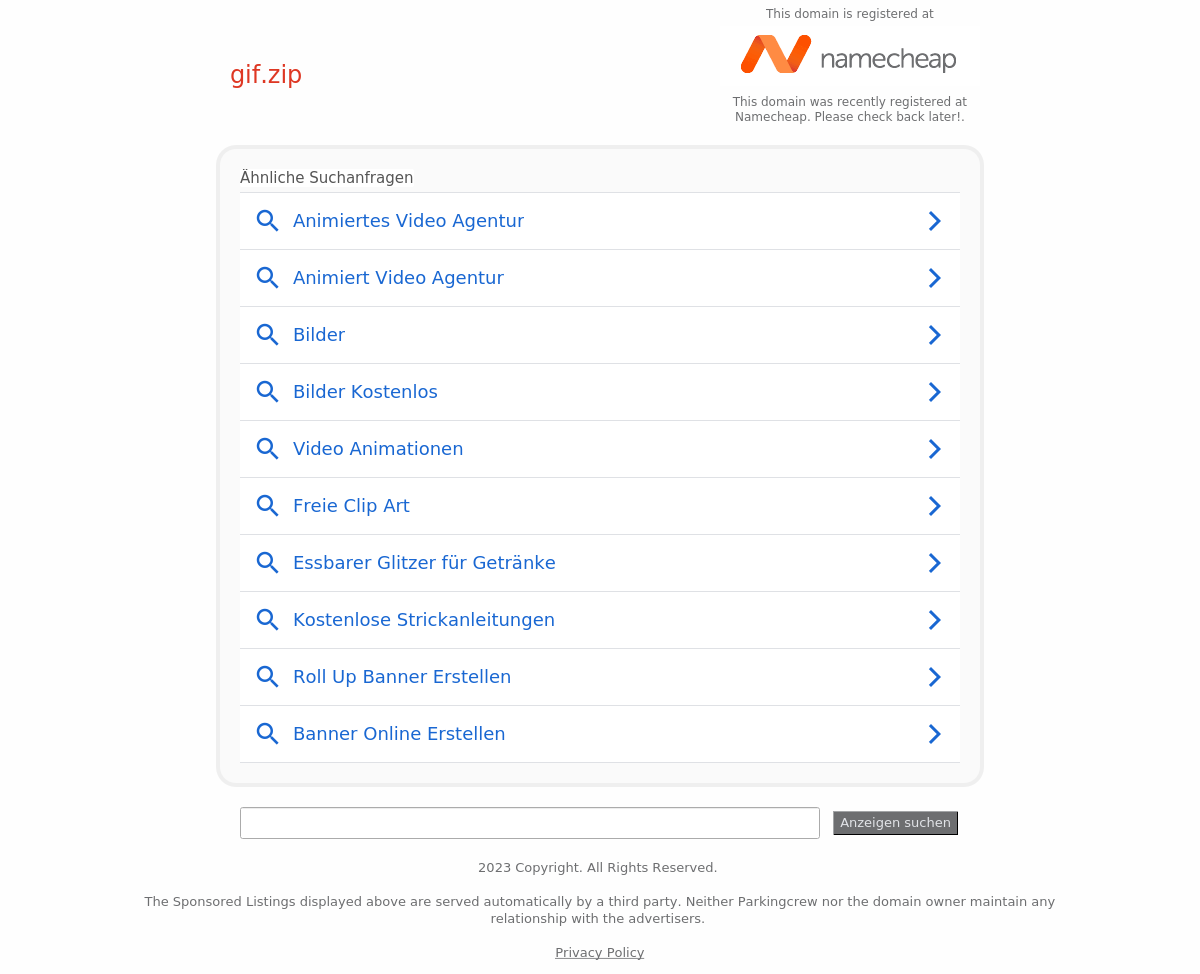 This domain is registered at
namecheap
gif.zip
This domain was recently registered at
Namecheap. Please check back later!.
Ähnliche Suchanfragen
Animiertes Video Agentur
Animiert Video Agentur
Bilder
Bilder Kostenlos
Video Animationen
Freie Clip Art
Essbarer Glitzer für Getränke
Kostenlose Strickanleitungen
Roll Up Banner Erstellen
Banner Online Erstellen
Anzeigen suchen
2023 Copyright. All Rights Reserved.
The Sponsored Listings displayed above are served automatically by a third party. Neither Parkingcrew nor the domain owner maintain any
relationship with the advertisers.
Privacy Policy